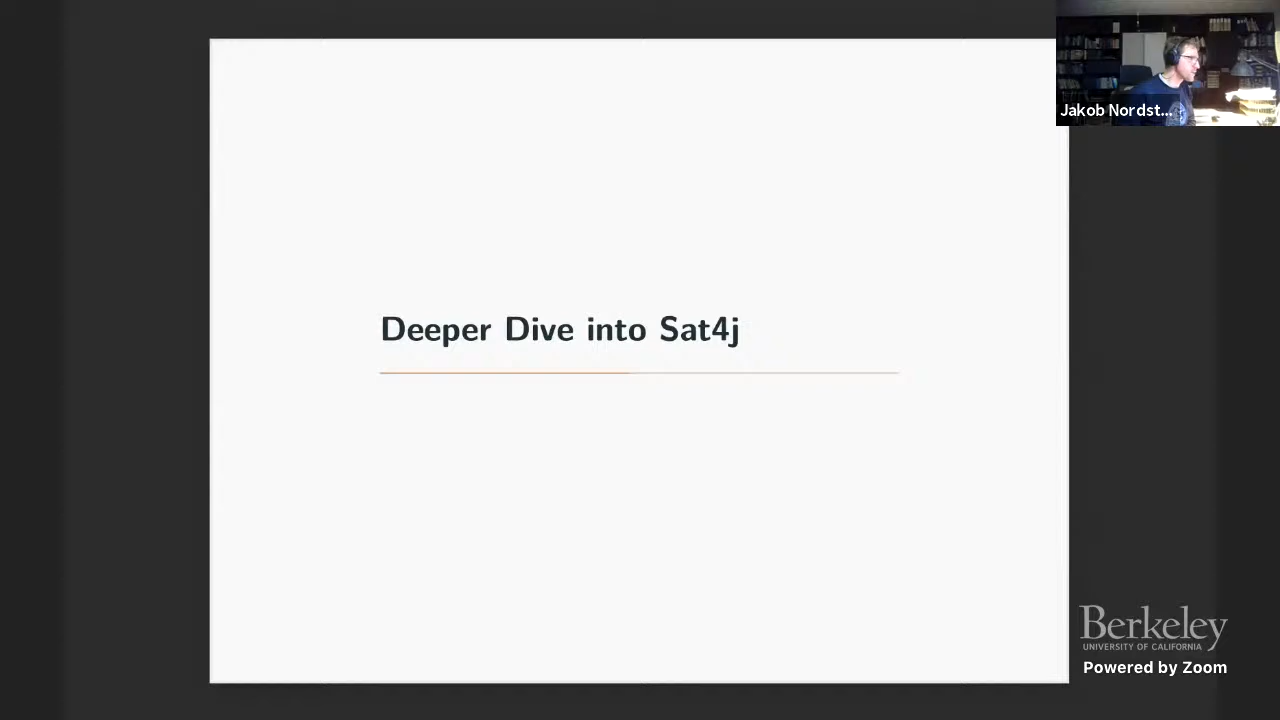 Jakob Nordst...
Deeper Dive into Sat4j
Berkeley
UNIVERSITY OF CALIFORNIA
Powered by Zoom